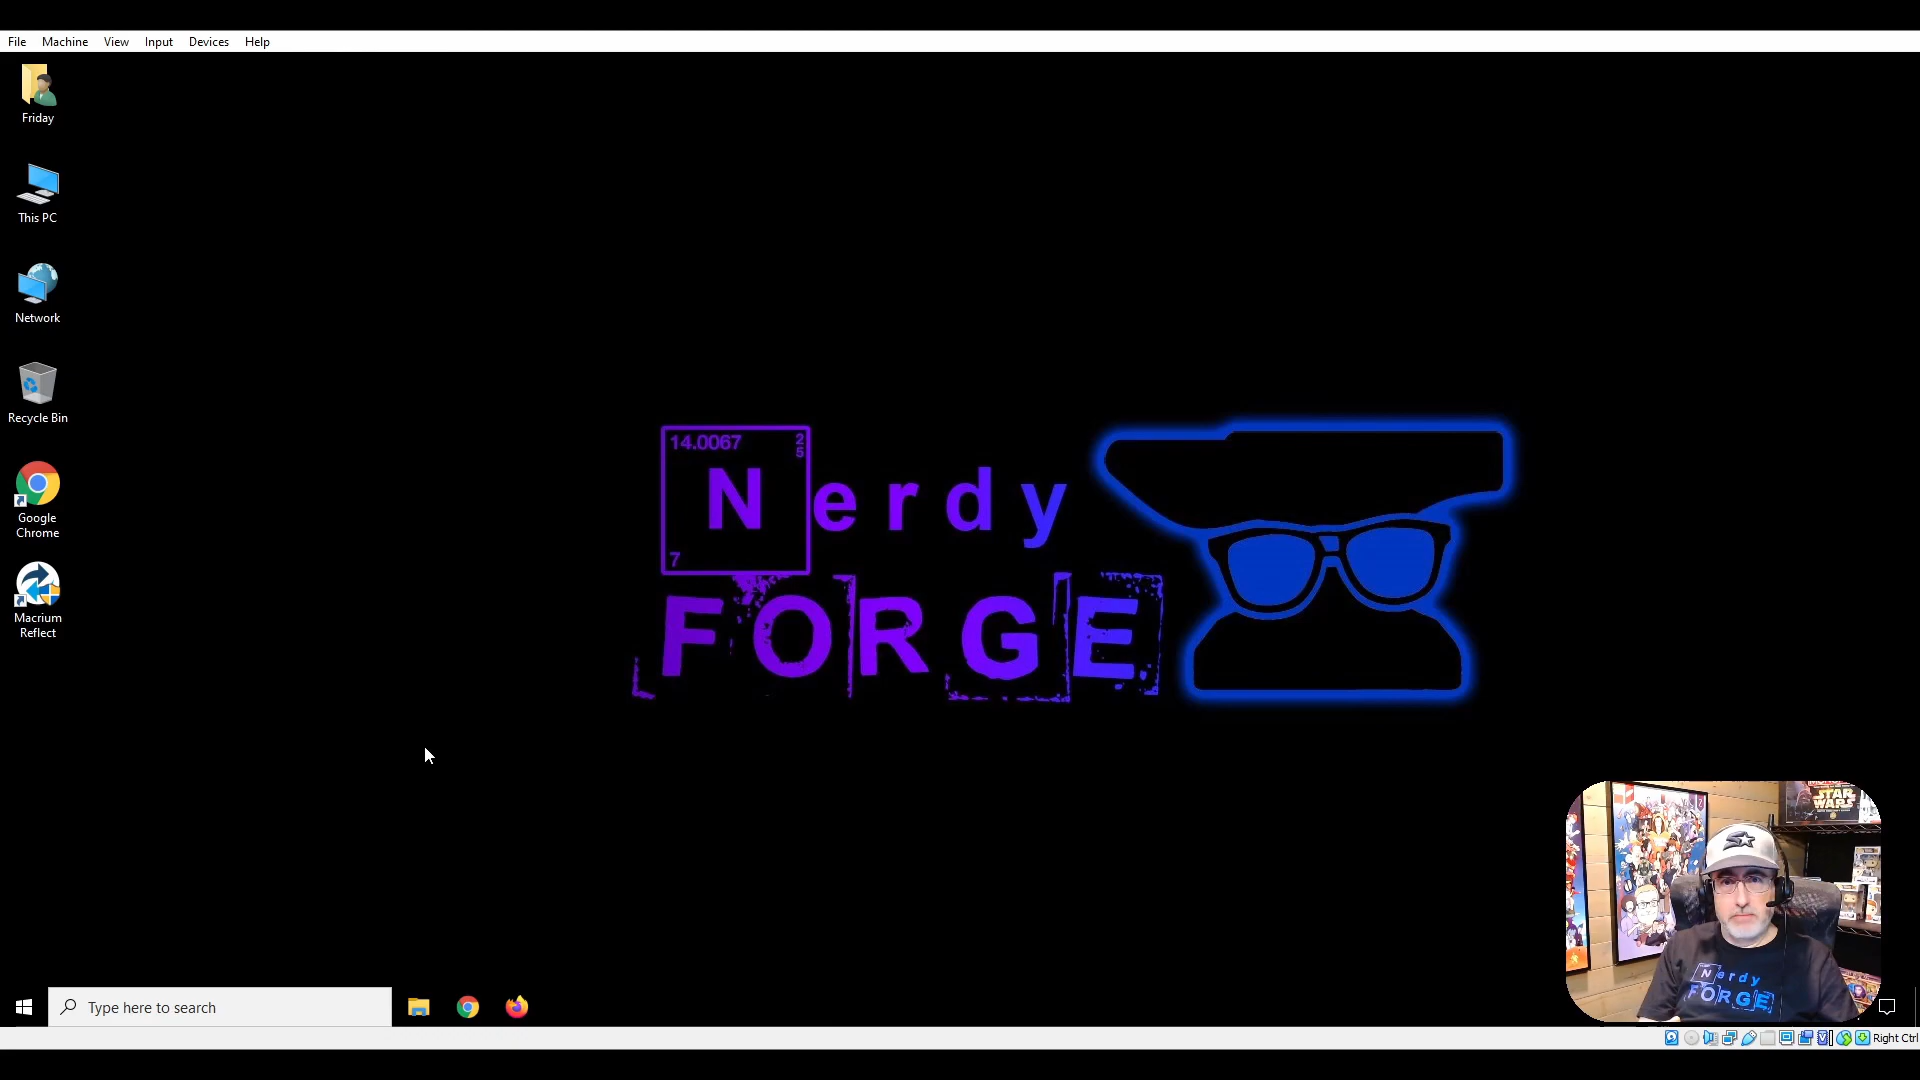 File Machine View Input Devices Help
Friday
This PC
Network
Recycle Bin
Google
Chrome
Macrium
Reflect
14.0067
2
5
N
7
erdy
FORGE
STAR
WARS
Nerdy
FORGE
Type here to search
Right Ctrl